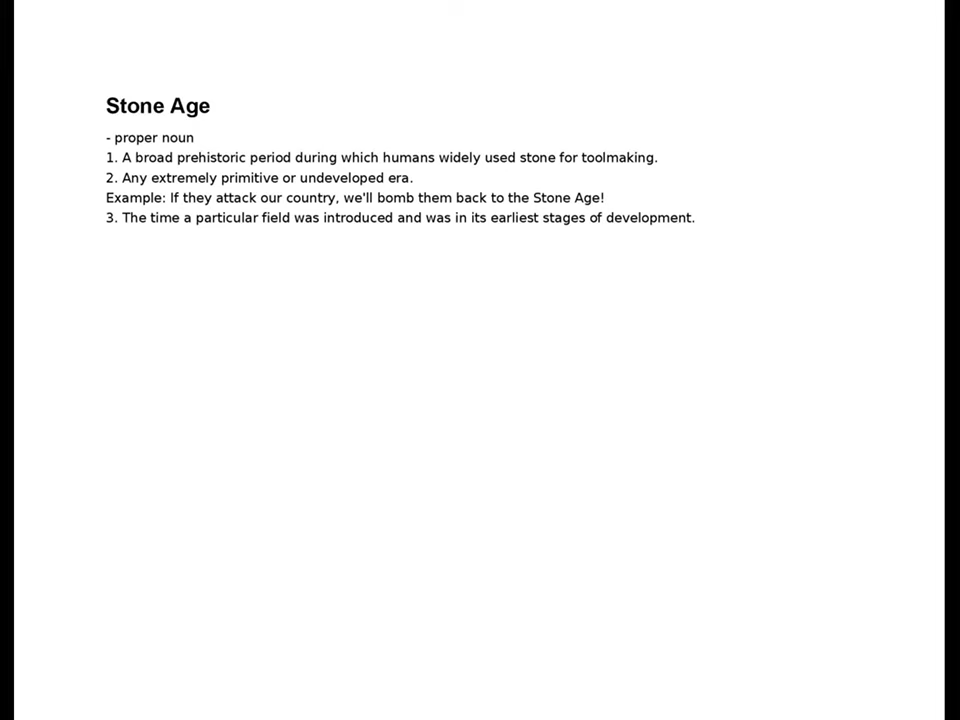 Stone Age
- proper noun
1. A broad prehistoric period during which humans widely used stone for toolmaking.
2. Any extremely primitive or undeveloped era.
Example: If they attack our country, we'll bomb them back to the Stone Age!
3. The time a particular field was introduced and was in its earliest stages of development.